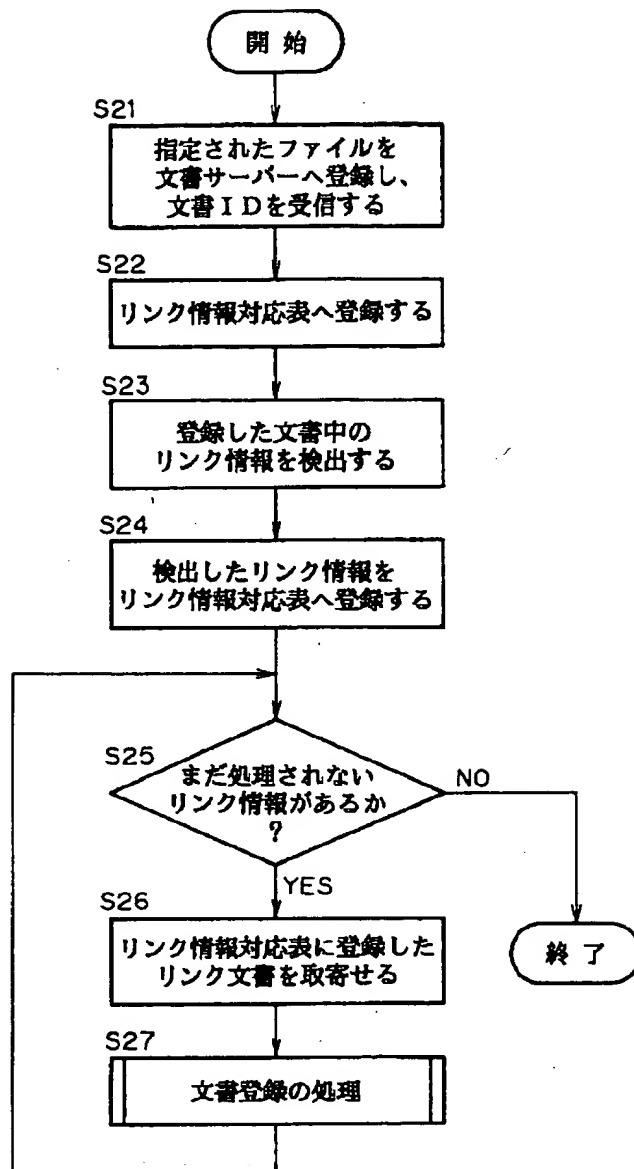 開始
S21
指定されたファイルを
文書サーバーへ登録し、
文書IDを受信する
S22
リンク情報対応表へ登録する
S23
登録した文書中の
リンク情報を検出する
S24
検出したリンク情報を
リンク情報対応表へ登録する
S25
まだ処理されない
リンク情報があるか
?
NO
YES
S26
リンク情報対応表に登録した
リンク文書を取寄せる
終了
S27
文書登録の処理